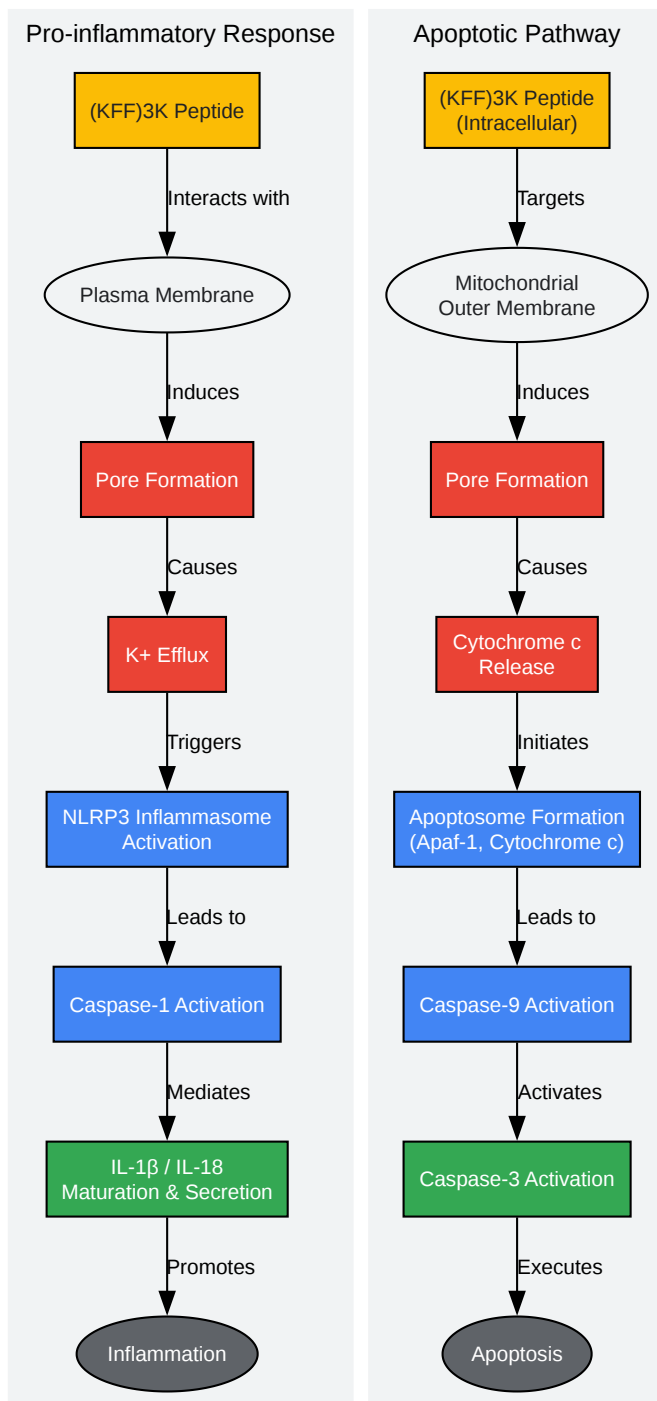 Pro-inflammatory Response
(KFF)3K Peptide
Interacts with
Plasma Membrane
Induces
Pore Formation
Causes
K+ Efflux
Triggers
NLRP3 Inflammasome
Activation
Leads to
Caspase-1 Activation
Mediates
IL-1β / IL-18
Maturation & Secretion
Promotes
Inflammation
Apoptotic Pathway
(KFF)3K Peptide
(Intracellular)
Targets
Mitochondrial
Outer Membrane
Induces
Pore Formation
Causes
Cytochrome c
Release
Initiates
Apoptosome Formation
(Apaf-1, Cytochrome c)
Leads to
Caspase-9 Activation
Activates
Caspase-3 Activation
Executes
Apoptosis